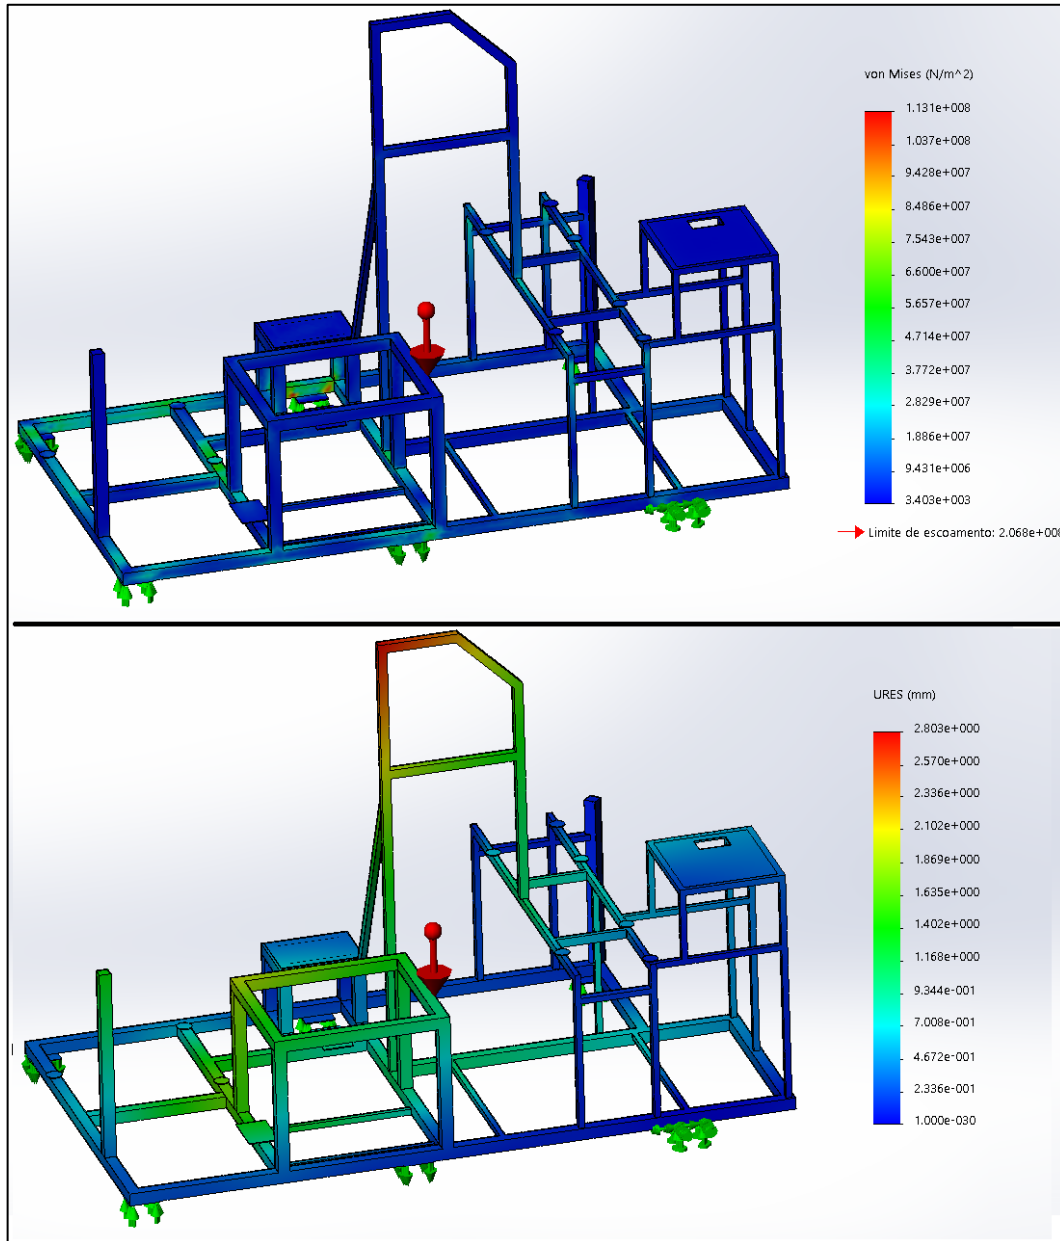 von Mises (N/m^2)
1.131e+008
1.037e+008
9.428e+007
8.486e+007
7.543e+007
6.600e+007
5.657e+007
4.714e+007
3.772e+007
2.829e+007
1.886e+007
9.431e+006
3.403e+003
Limite de escoamento: 2.068e+008
URES (mm)
2.803e+000
2.570e+000
2.336e+000
2.102e+000
1.869e+000
1.635e+000
1.402e+000
1.168e+000
9.344e-001
7.008e-001
4.672e-001
2.336e-001
1.000e-030